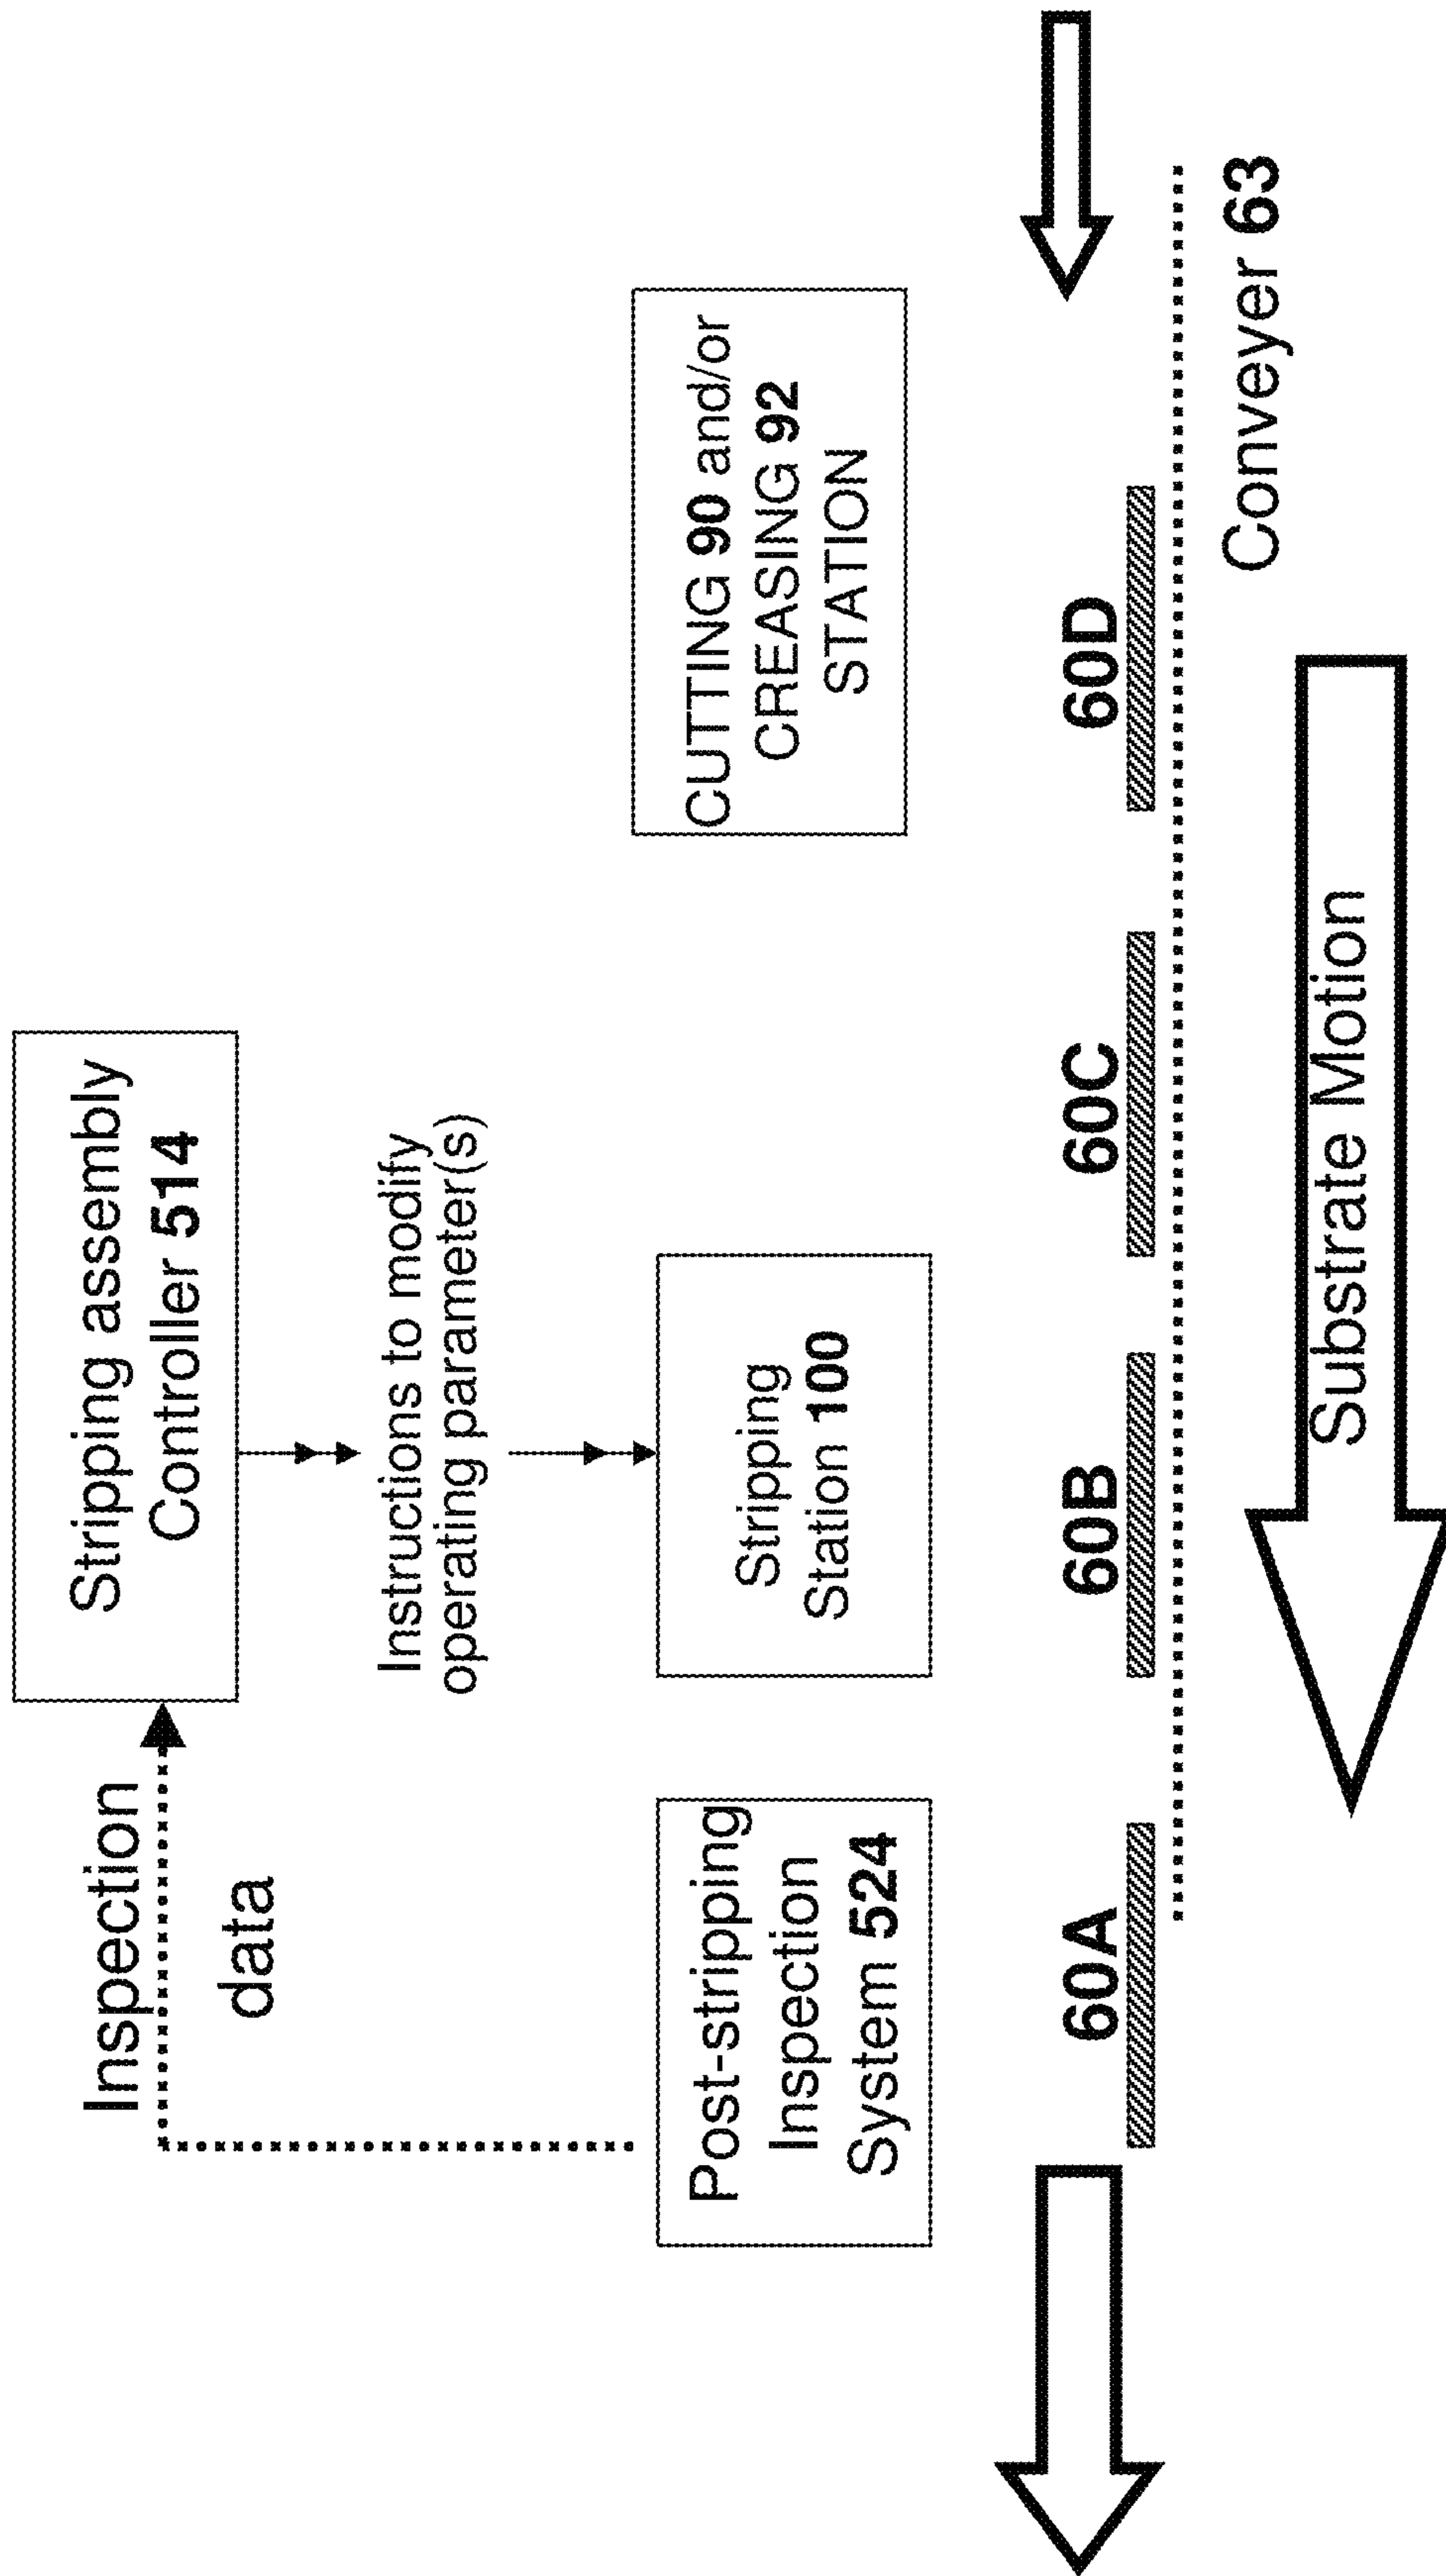 Inspection
data
Stripping assembly
Controller 514
Instructions to modify
operating parameter(s)
Post-stripping
Inspection
System 524
Stripping
Station 100
CUTTING 90 and/or
CREASING 92
STATION
60A
60B
60C
60D
Conveyer 63
Substrate Motion